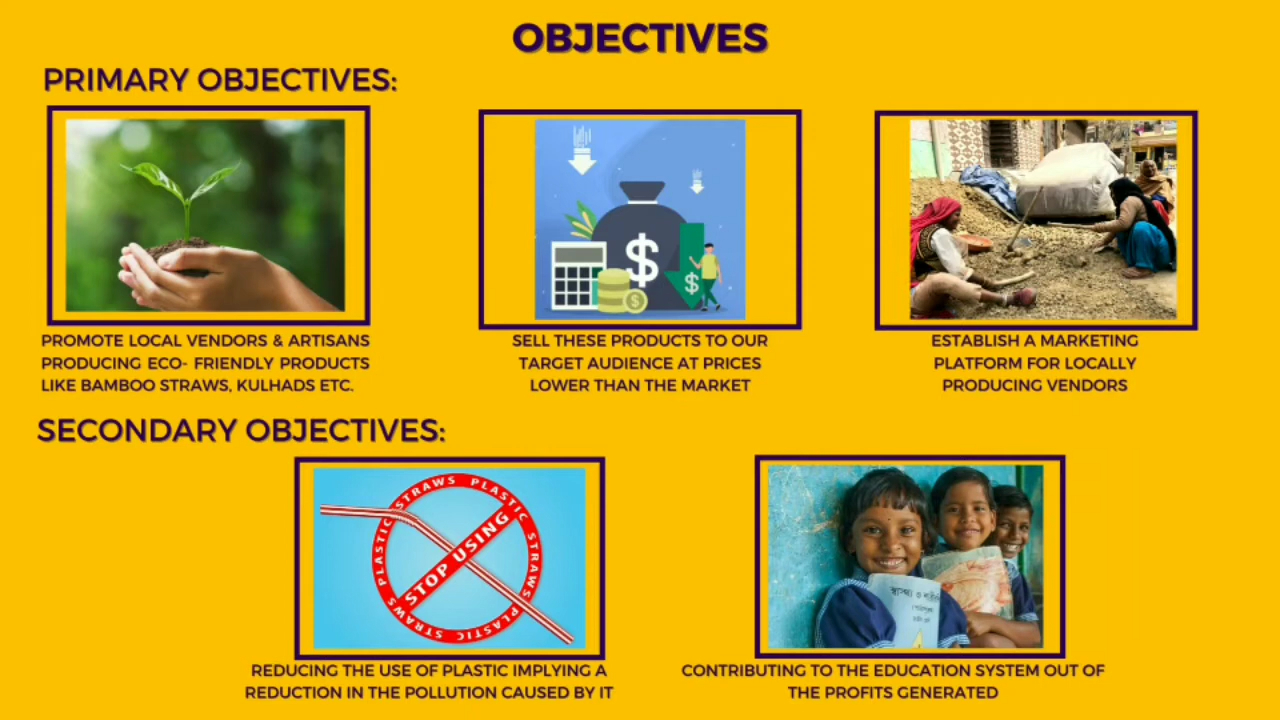 OBJECTIVES
PRIMARY OBJECTIVES:
$
$
$
PROMOTE LOCAL VENDORS & ARTISANS
PRODUCING ECO- FRIENDLY PRODUCTS
LIKE BAMBOO STRAWS, KULHADS ETC.
SELL THESE PRODUCTS TO OUR
TARGET AUDIENCE AT PRICES
LOWER THAN THE MARKET
ESTABLISH A MARKETING
PLATFORM FOR LOCALLY
PRODUCING VENDORS
SECONDARY OBJECTIVES:
PLASTIC STRAWS PLASTIC STRAWS PLASTIC STRAWS
STOP USING
স্বাস্থ্য ও
REDUCING THE USE OF PLASTIC IMPLYING A
REDUCTION IN THE POLLUTION CAUSED BY IT
CONTRIBUTING TO THE EDUCATION SYSTEM OUT OF
THE PROFITS GENERATED